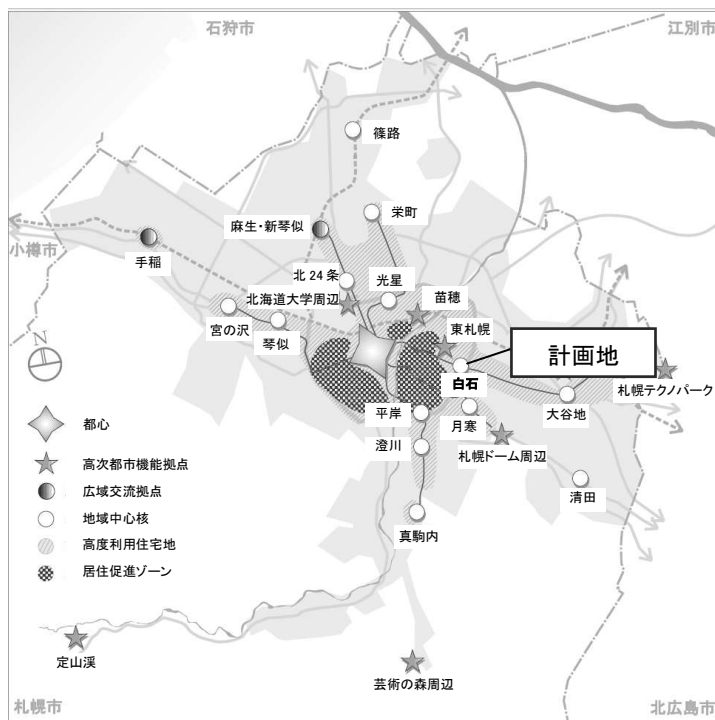 石狩市
江別市
篠路
栄町
麻生・新琴似
小樽市
手稲
北24条
光星
北海道大学周辺
苗穂
東札幌
宮の沢
琴似
計画地
N
白石
札幌テクノパーク
大谷地
平岸
月寒
都心
澄川
札幌ドーム周辺
高次都市機能拠点
広域交流拠点
清田
地域中心核
真駒内
高度利用住宅地
居住促進ゾーン
定山渓
芸術の森周辺
札幌市
北広島市